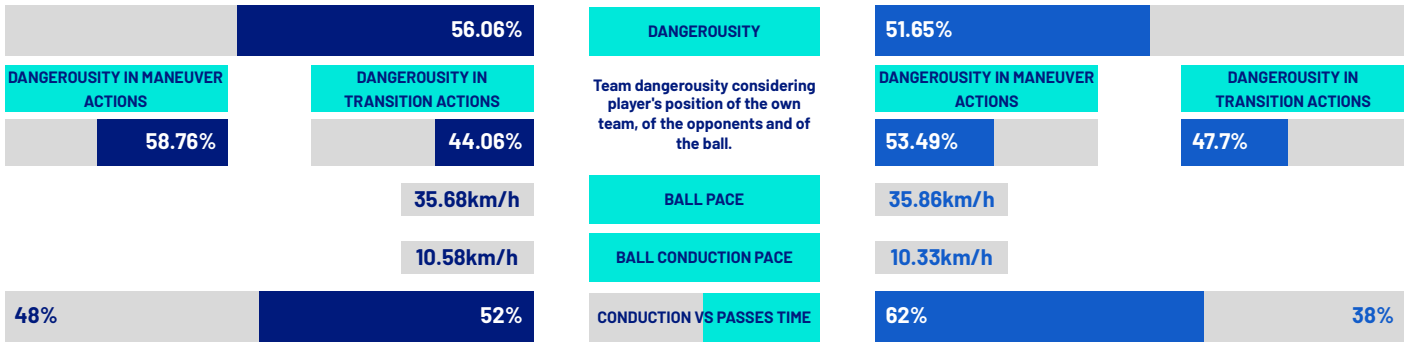 56.06%
DANGEROUSITY
51.65%
DANGEROUSITY IN MANEUVER
ACTIONS
DANGEROUSITY IN
TRANSITION ACTIONS
Team dangerousity considering
player's position of the own
team, of the opponents and of
the ball.
DANGEROUSITY IN MANEUVER
ACTIONS
DANGEROUSITY IN
TRANSITION ACTIONS
58.76%
44.06%
53.49%
47.7%
35.68km/h
BALL PACE
35.86km/h
10.58km/h
BALL CONDUCTION PACE
10.33km/h
48%
52%
CONDUCTION VS PASSES TIME
62%
38%